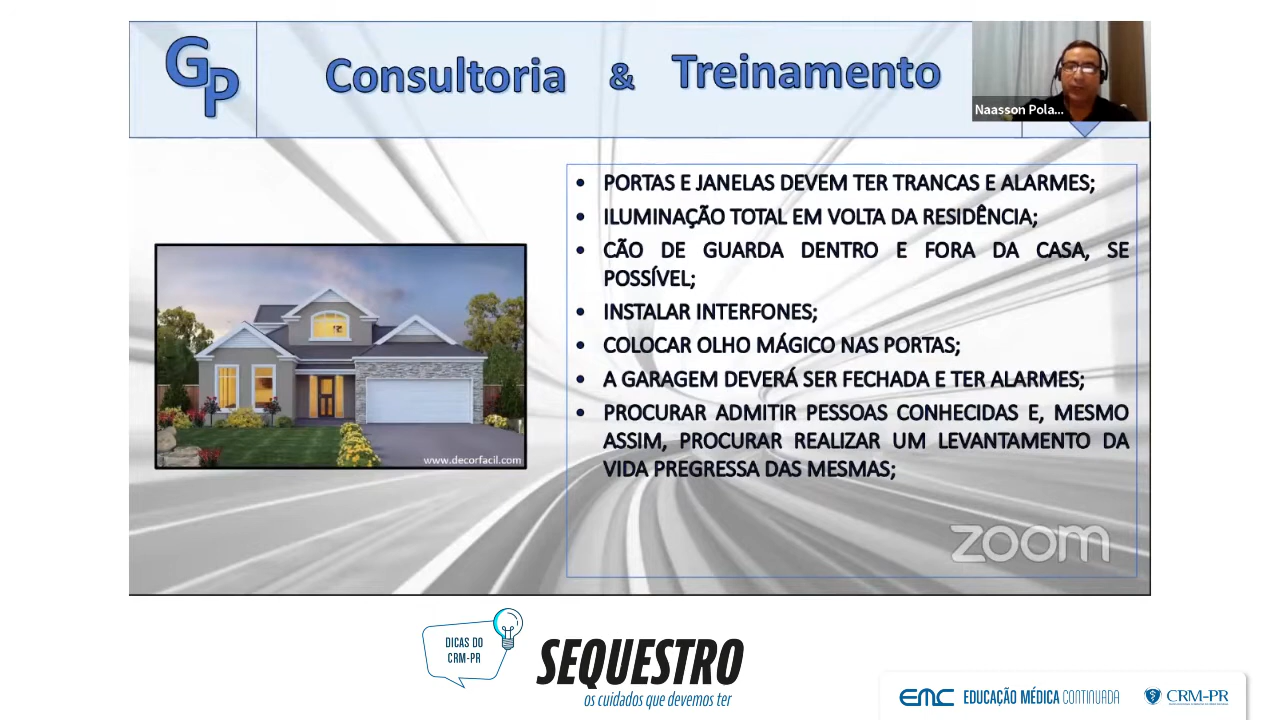 GP
Consultoria & Treinamento
Naasson Pola...
• PORTAS E JANELAS DEVEM TER TRANCAS E ALARMES;
• ILUMINAÇÃO TOTAL EM VOLTA DA RESIDÊNCIA;
• CÃO DE GUARDA DENTRO E FORA DA CASA, SE
POSSÍVEL;
• INSTALAR INTERFONES;
• COLOCAR OLHO MÁGICO NAS PORTAS;
• A GARAGEM DEVERÁ SER FECHADA E TER ALARMES;
• PROCURAR ADMITIR PESSOAS CONHECIDAS E, MESMO
ASSIM, PROCURAR REALIZAR UM LEVANTAMENTO DA
VIDA PREGRESSA DAS MESMAS;
www.decorfacil.com
zoom
DICAS DO
CRM-PR
SEQUESTRO
os cuidados que devemos ter
EMC EDUCAÇÃO MÉDICA CONTINUADA
CRM-PR